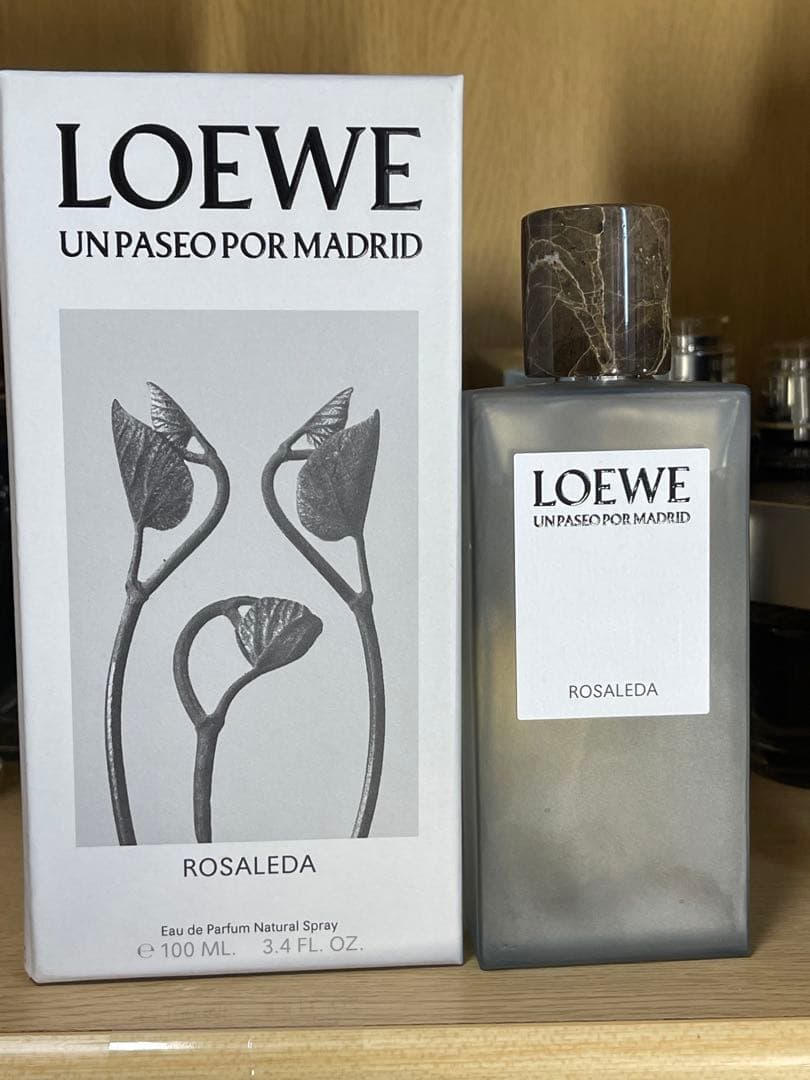 LOEWE
UN PASEO POR MADRID
ROSALEDA
Eau de Parfum Natural Spray
℮ 100 ML. 3.4 FL. OZ.
LOEWE
UN PASEO POR MADRID
ROSALEDA